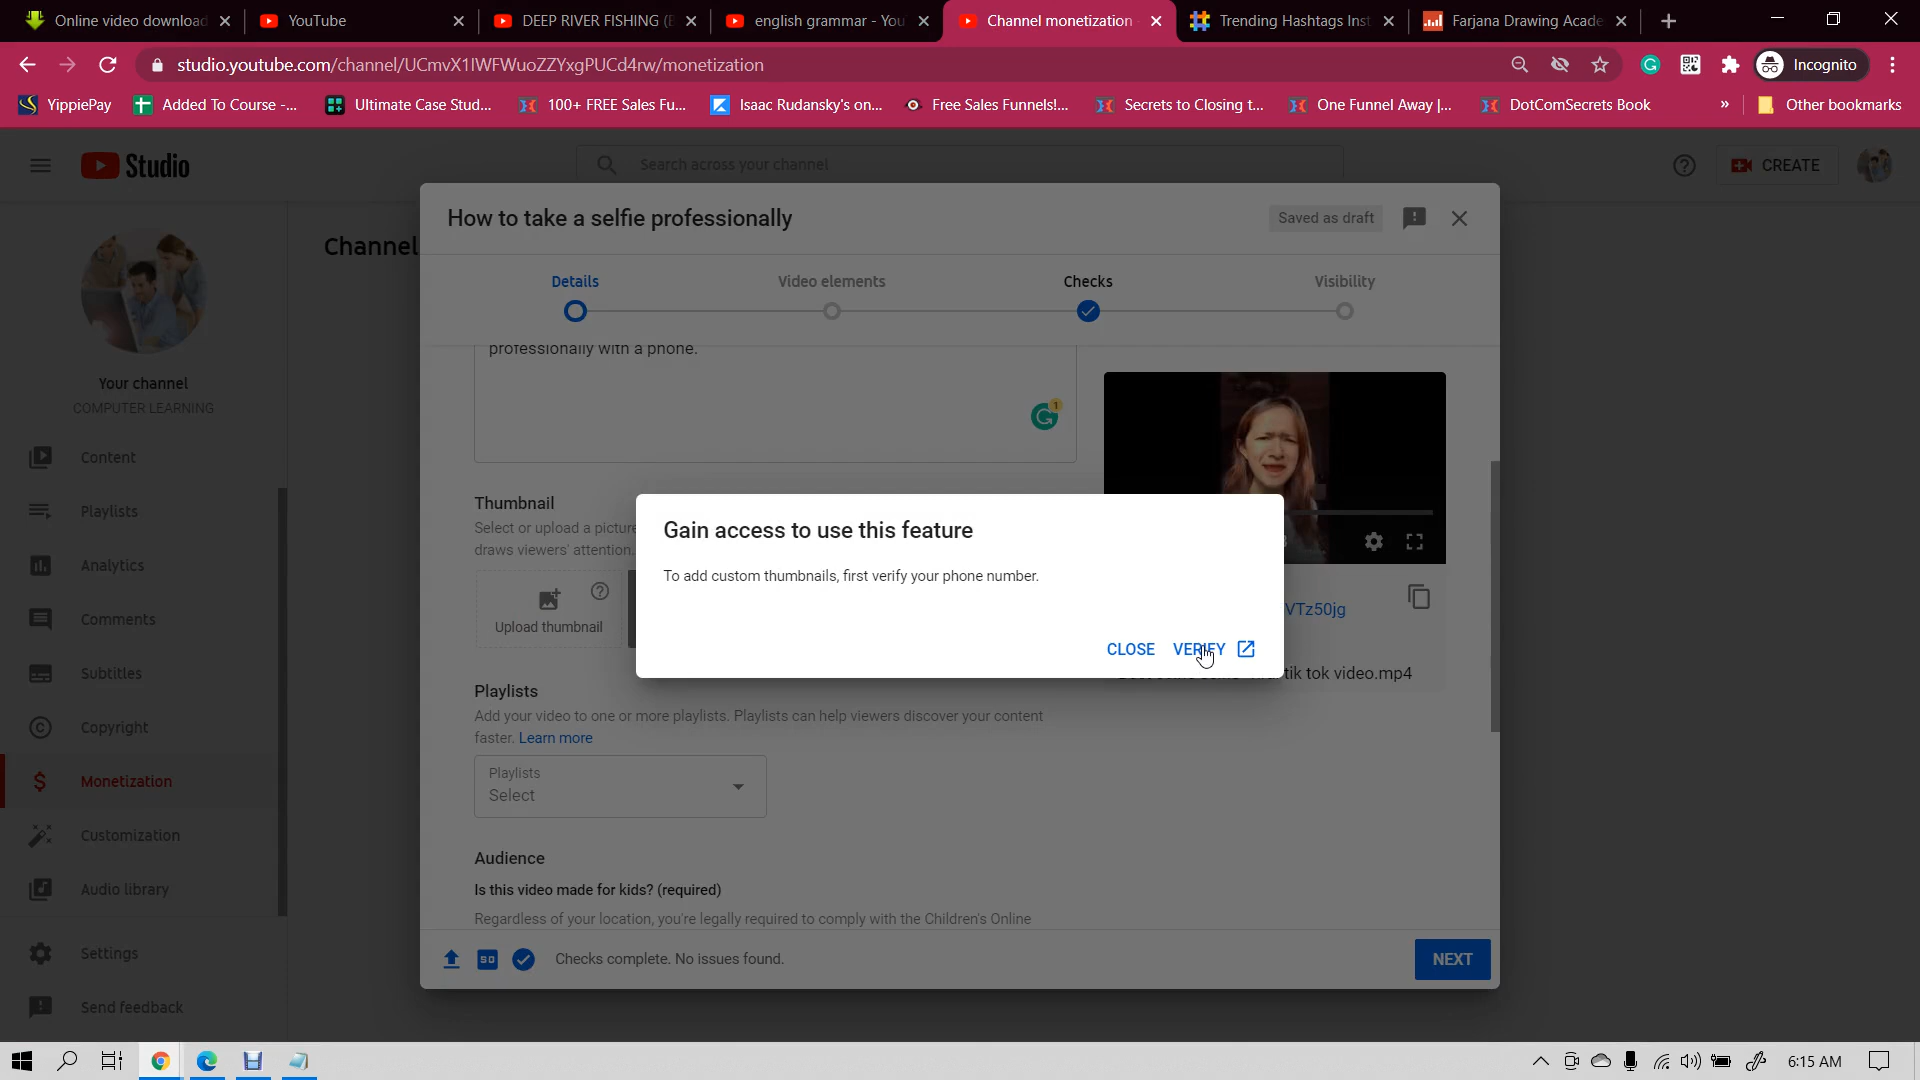 Online video download
YouTube
DEEP RIVER FISHING (
english grammar - You
Channel monetization
Trending Hashtags Inst
Farjana Drawing Acade
studio.youtube.com/channel/UCmvX1IWFWuoZZYxgPUCd4rw/monetization
Incognito
YippiePay
Added To Course -...
Ultimate Case Stud...
100+ FREE Sales Fu...
Isaac Rudansky's on...
Free Sales Funnels!...
Secrets to Closing t...
One Funnel Away |...
DotComSecrets Book
»
Other bookmarks
Studio
Search across your channel
CREATE
Channel
Your channel
COMPUTER LEARNING
Content
Playlists
Analytics
Comments
Subtitles
Copyright
Monetization
Customization
Audio library
Settings
Send feedback
How to take a selfie professionally
Saved as draft
Details
Video elements
Checks
Visibility
professionally with a phone.
1
Thumbnail
Select or upload a picture
draws viewers' attention.
Upload thumbnail
Gain access to use this feature
To add custom thumbnails, first verify your phone number.
CLOSE
VERIFY
VTz50jg
tik tok video.mp4
Playlists
Add your video to one or more playlists. Playlists can help viewers discover your content
faster. Learn more
Playlists
Select
Audience
Is this video made for kids? (required)
Regardless of your location, you're legally required to comply with the Children's Online
SD
Checks complete. No issues found.
NEXT
6:15 AM